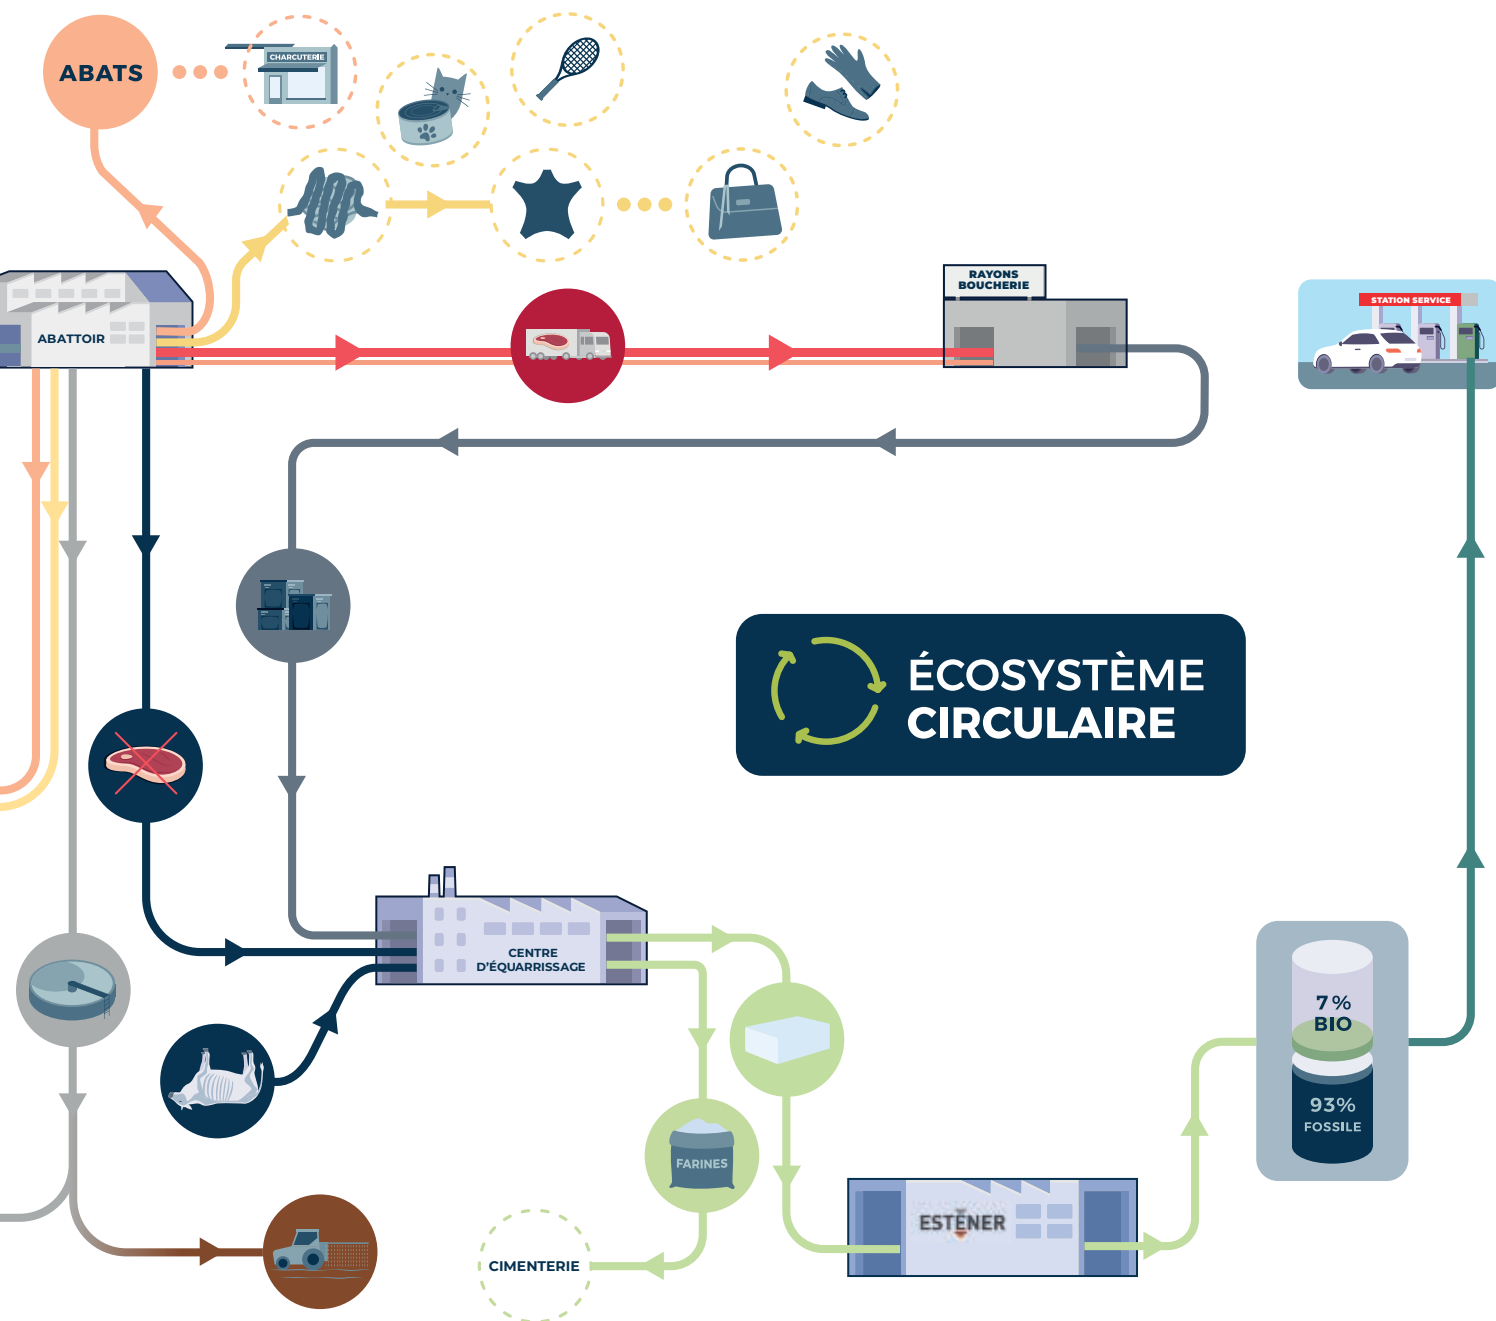 ABATS
CHARCUTERIE
ABATTOIR
RAYONS
BOUCHERIE
STATION SERVICE
ÉCOSYSTÈME
CIRCULAIRE
CENTRE
D'ÉQUARRISSAGE
7 %
BIO
93%
FOSSILE
FARINES
ESTENER
CIMENTERIE